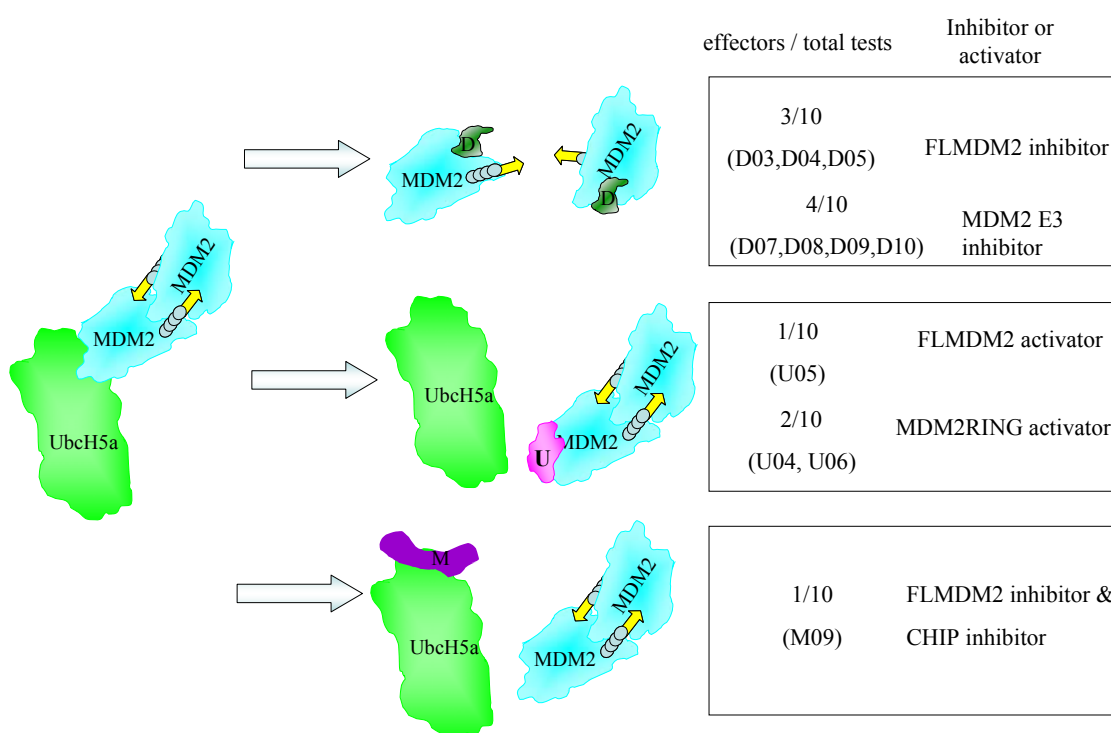 effectors / total tests
Inhibitor or
activator
D
MDM2
MDM2
D
3/10
(D03,D04,D05)
FLMDM2 inhibitor
4/10
(D07,D08,D09,D10)
MDM2 E3
inhibitor
MDM2
MDM2
UbcH5a
UbcH5a
MDM2
MDM2
U
1/10
(U05)
FLMDM2 activator
2/10
(U04, U06)
MDM2RING activator
M
UbcH5a
MDM2
MDM2
1/10
(M09)
FLMDM2 inhibitor &
CHIP inhibitor